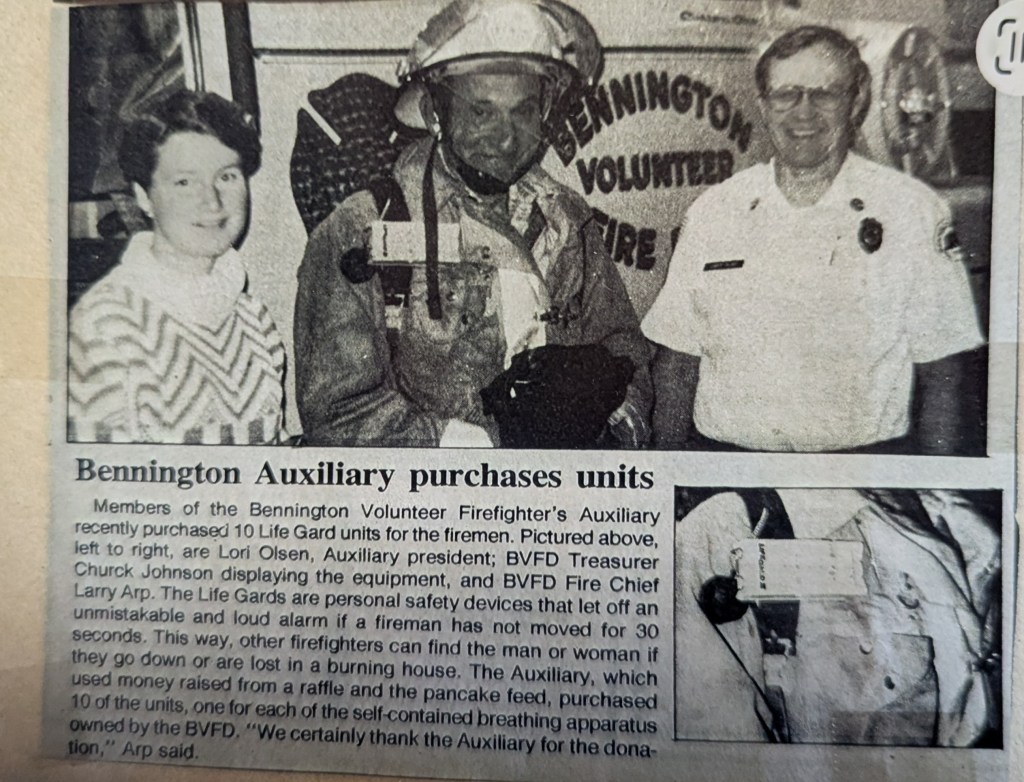 BENNINGTON
VOLUNTEER
FIRE
Bennington Auxiliary purchases units
Members of the Bennington Volunteer Firefighter's Auxiliary
recently purchased 10 Life Gard units for the firemen. Pictured above,
left to right, are Lori Olsen, Auxiliary president; BVFD Treasurer
Churck Johnson displaying the equipment, and BVFD Fire Chief
Larry Arp. The Life Gards are personal safety devices that let off an
unmistakable and loud alarm if a fireman has not moved for 30
seconds. This way, other firefighters can find the man or woman if
they go down or are lost in a burning house. The Auxiliary, which
used money raised from a raffle and the pancake feed, purchased
10 of the units, one for each of the self-contained breathing apparatus
owned by the BVFD. "We certainly thank the Auxiliary for the dona-
tion," Arp said.